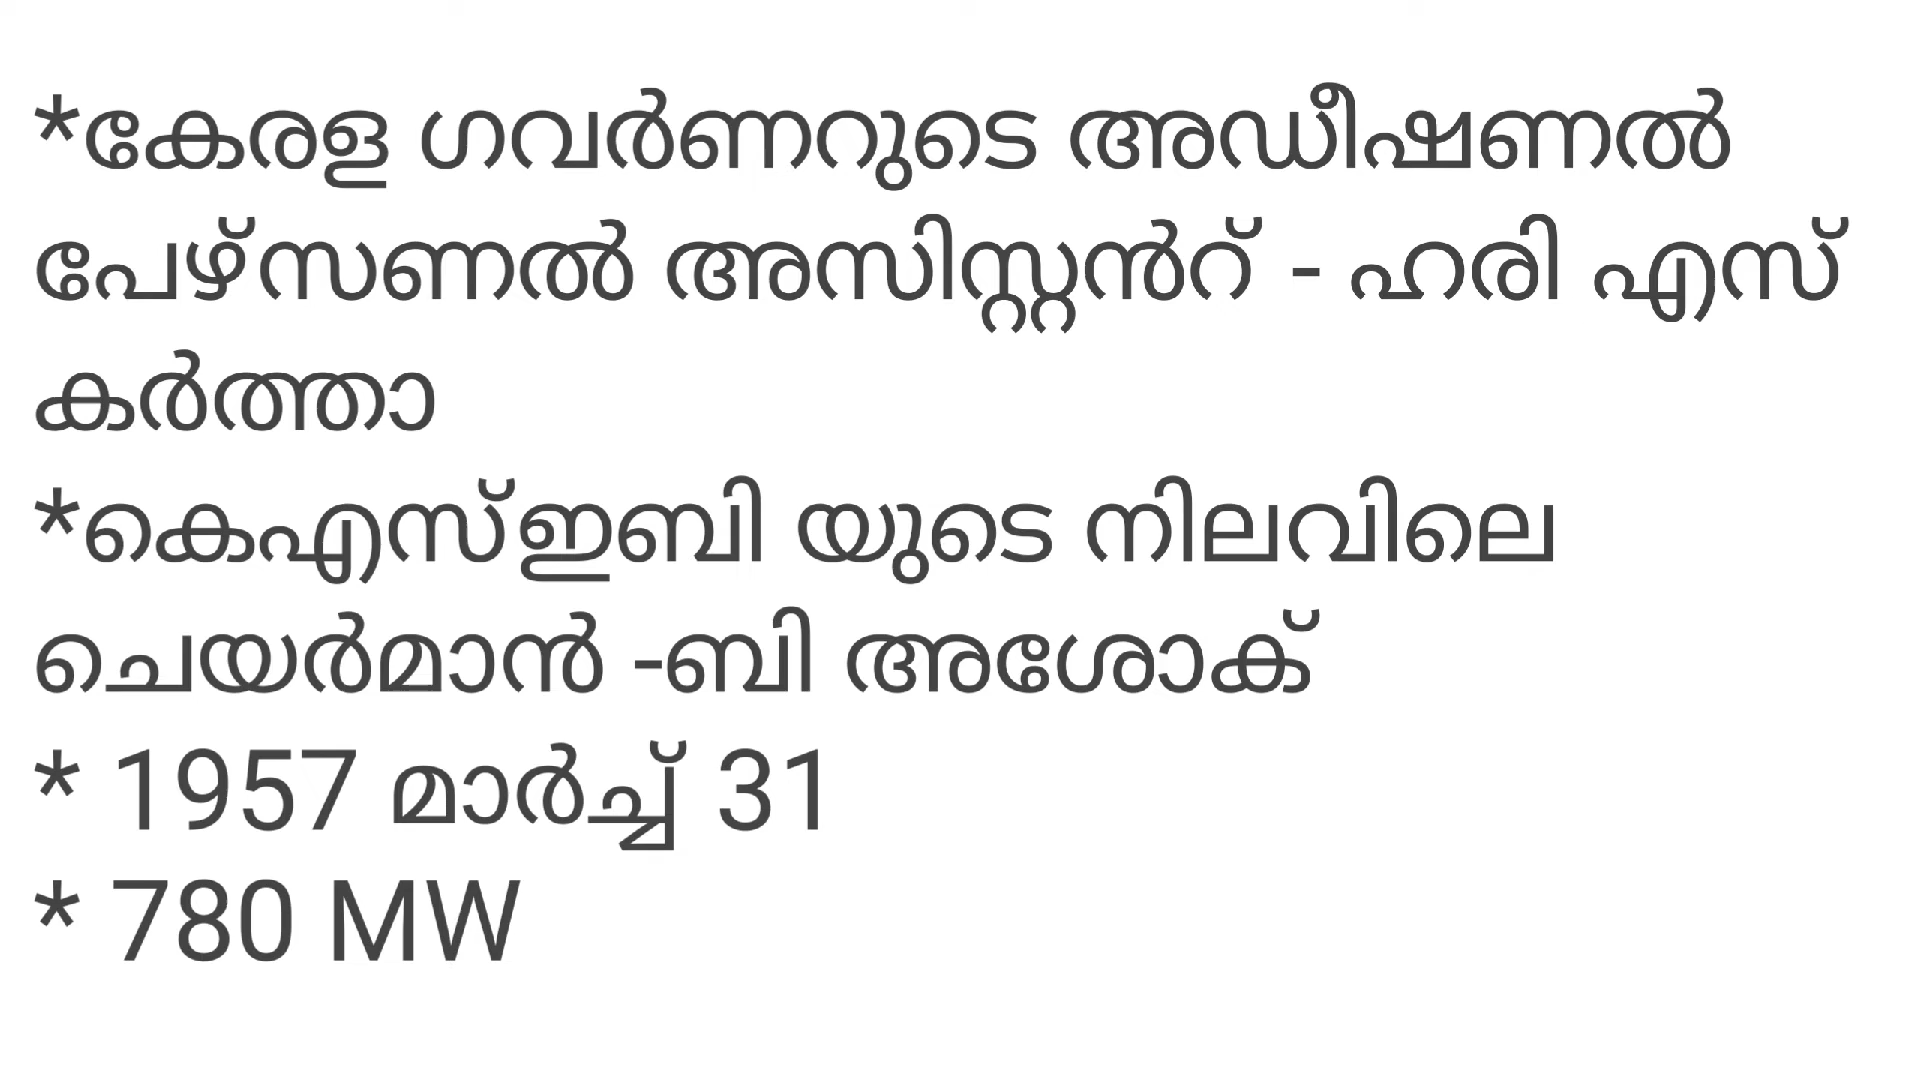 *കേരള ഗവർണറുടെ അഡീഷണൽ
പേഴ്സണൽ അസിസ്റ്റൻറ് - ഹരി എസ്
കർത്താ
*കെഎസ്ഇബി യുടെ നിലവിലെ
ചെയർമാൻ -ബി അശോക്
* 1957 മാർച്ച് 31
* 780 MW